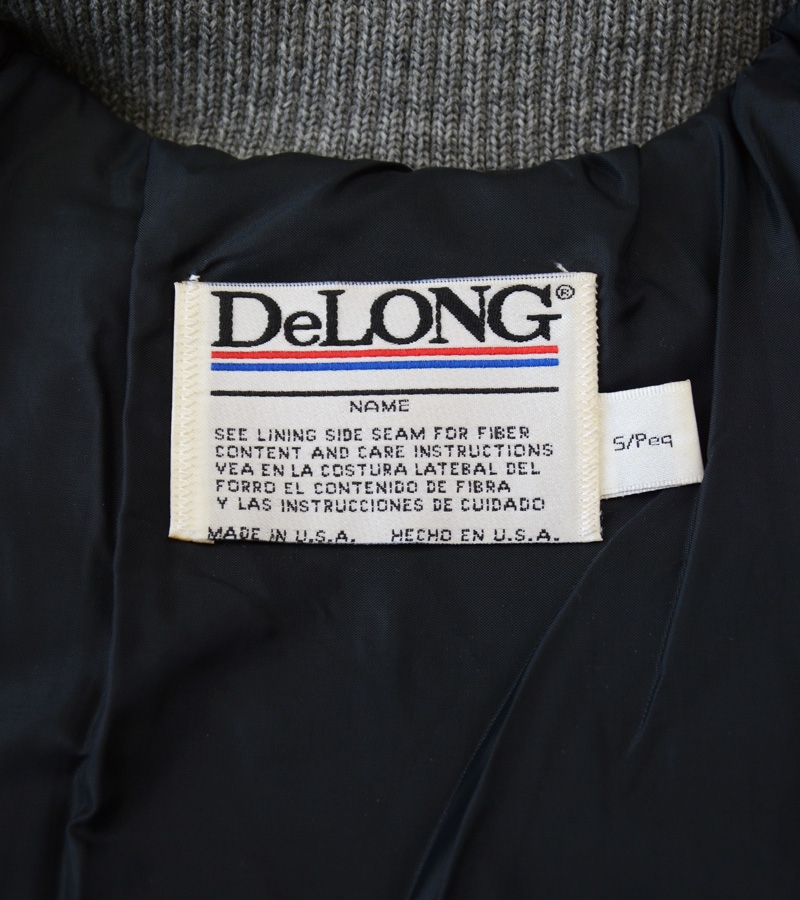 DeLONG®
NAME
SEE LINING SIDE SEAM FOR FIBER
CONTENT AND CARE INSTRUCTIONS
VEA EN LA COSTURA LATEBAL DEL
FORRO EL CONTENIDO DE FIBRA
Y LAS INSTRUCCIONES DE CUIDADO
MADE IN U.S.A. HECHO EN U.S.A.
S/Peq